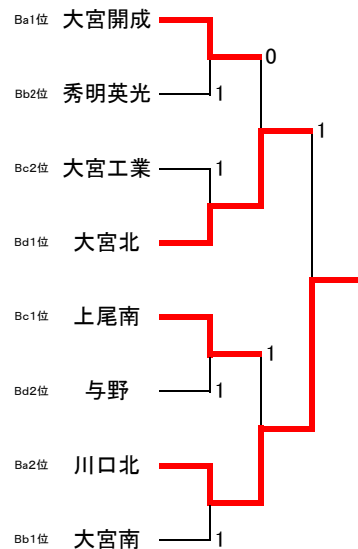 Ba1位 大宮開成
0
Bb2位 秀明英光 1
1
Bc2位 大宮工業 1
Bd1位 大宮北
Bc1位 上尾南
1
Bd2位 与野 1
Ba2位 川口北
Bb1位 大宮南 1